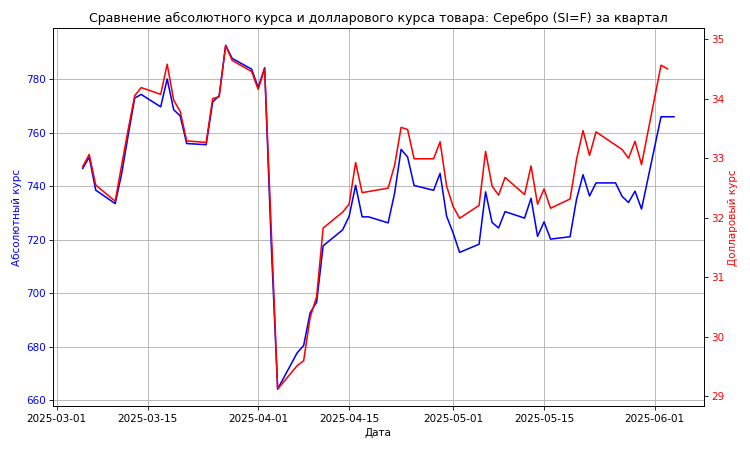 Сравнение абсолютного курса и долларового курса товара: Серебро (SI=F) за квартал
Абсолютный курс
780
760
740
720
700
680
660
35
34
33
32
31
30
29
Долларовый курс
2025-03-01 2025-03-15 2025-04-01 2025-04-15 2025-05-01 2025-05-15 2025-06-01
Дата